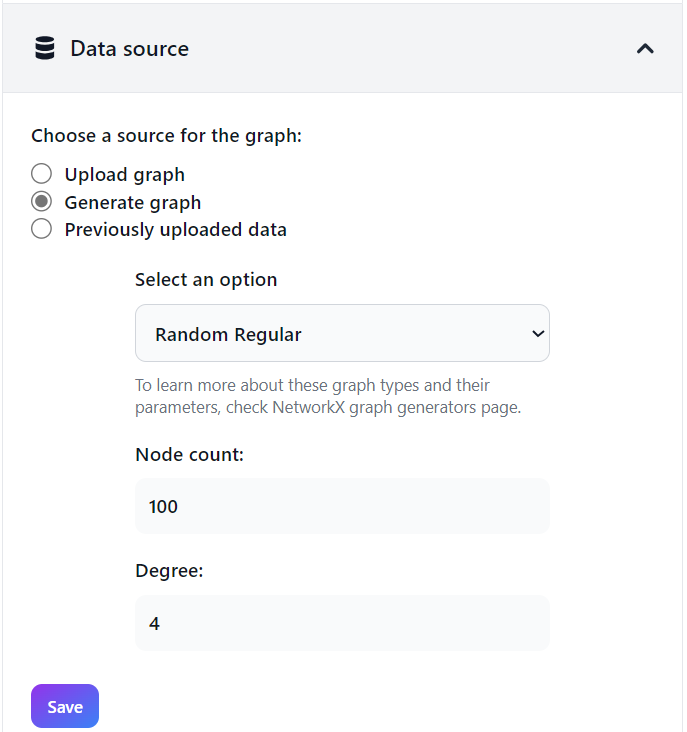 Data source
Choose a source for the graph:
Upload graph
Generate graph
Previously uploaded data
Select an option
Random Regular
To learn more about these graph types and their
parameters, check NetworkX graph generators page.
Node count:
100
Degree:
4
Save